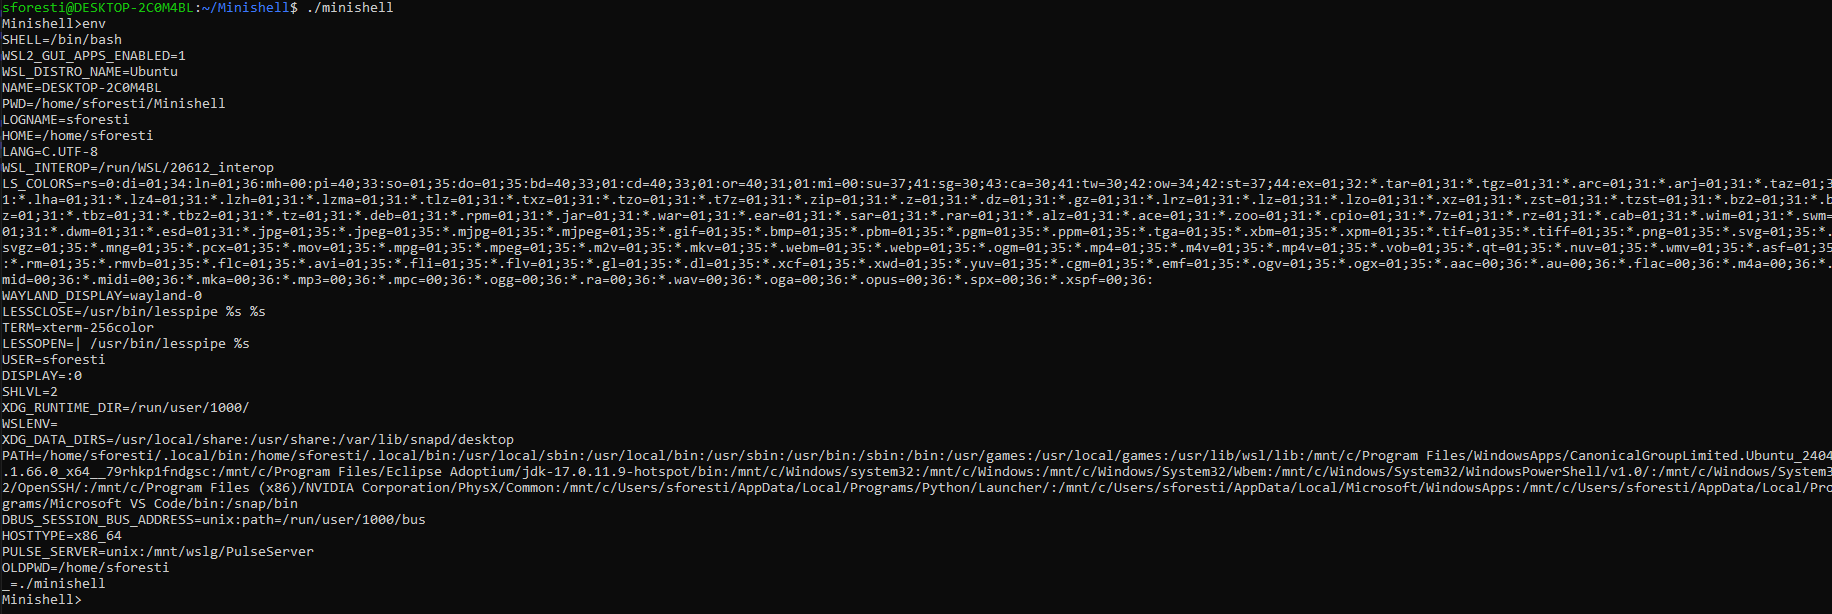 sforesti@DESKTOP-2C0M4BL:~/Minishell$ ./minishell
Minishell>env
SHELL=/bin/bash
WSL2_GUI_APPS_ENABLED=1
WSL_DISTRO_NAME=Ubuntu
NAME=DESKTOP-2C0M4BL
PWD=/home/sforesti/Minishell
LOGNAME=sforesti
HOME=/home/sforesti
LANG=C.UTF-8
WSL_INTEROP=/run/WSL/20612_interop
LS_COLORS=rs=0:di=01;34:ln=01;36:mh=00:pi=40;33:so=01;35:do=01;35:bd=40;33;01:cd=40;33;01:or=40;31;01:mi=00:su=37;41:sg=30;43:ca=30;41:tw=30;42:ow=34;42:st=37;44:ex=01;32:*.tar=01;31:*.tgz=01;31:*.arc=01;31:*.arj=01;31:*.taz=01;3
1:*.lha=01;31:*.lz4=01;31:*.lzh=01;31:*.lzma=01;31:*.tlz=01;31:*.txz=01;31:*.tzo=01;31:*.t7z=01;31:*.zip=01;31:*.z=01;31:*.dz=01;31:*.gz=01;31:*.lrz=01;31:*.lz=01;31:*.lzo=01;31:*.xz=01;31:*.zst=01;31:*.tzst=01;31:*.bz2=01;31:*.b
z=01;31:*.tbz=01;31:*.tbz2=01;31:*.tz=01;31:*.deb=01;31:*.rpm=01;31:*.jar=01;31:*.war=01;31:*.ear=01;31:*.sar=01;31:*.rar=01;31:*.alz=01;31:*.ace=01;31:*.zoo=01;31:*.cpio=01;31:*.7z=01;31:*.rz=01;31:*.cab=01;31:*.wim=01;31:*.swm=
01;31:*.dwm=01;31:*.esd=01;31:*.jpg=01;35:*.jpeg=01;35:*.mjpg=01;35:*.mjpeg=01;35:*.gif=01;35:*.bmp=01;35:*.pbm=01;35:*.pgm=01;35:*.ppm=01;35:*.tga=01;35:*.xbm=01;35:*.xpm=01;35:*.tif=01;35:*.tiff=01;35:*.png=01;35:*.svg=01;35:*.
svgz=01;35:*.mng=01;35:*.pcx=01;35:*.mov=01;35:*.mpg=01;35:*.mpeg=01;35:*.m2v=01;35:*.mkv=01;35:*.webm=01;35:*.webp=01;35:*.ogm=01;35:*.mp4=01;35:*.m4v=01;35:*.mp4v=01;35:*.vob=01;35:*.qt=01;35:*.nuv=01;35:*.wmv=01;35:*.asf=01;35
:*.rm=01;35:*.rmvb=01;35:*.flc=01;35:*.avi=01;35:*.fli=01;35:*.flv=01;35:*.gl=01;35:*.dl=01;35:*.xcf=01;35:*.xwd=01;35:*.yuv=01;35:*.cgm=01;35:*.emf=01;35:*.ogv=01;35:*.ogx=01;35:*.aac=00;36:*.au=00;36:*.flac=00;36:*.m4a=00;36:*.
mid=00;36:*.midi=00;36:*.mka=00;36:*.mp3=00;36:*.mpc=00;36:*.ogg=00;36:*.ra=00;36:*.wav=00;36:*.oga=00;36:*.opus=00;36:*.spx=00;36:*.xspf=00;36:
WAYLAND_DISPLAY=wayland-0
LESSCLOSE=/usr/bin/lesspipe %s %s
TERM=xterm-256color
LESSOPEN=| /usr/bin/lesspipe %s
USER=sforesti
DISPLAY=:0
SHLVL=2
XDG_RUNTIME_DIR=/run/user/1000/
WSLENV=
XDG_DATA_DIRS=/usr/local/share:/usr/share:/var/lib/snapd/desktop
PATH=/home/sforesti/.local/bin:/home/sforesti/.local/bin:/usr/local/sbin:/usr/local/bin:/usr/sbin:/usr/bin:/sbin:/bin:/usr/games:/usr/local/games:/usr/lib/wsl/lib:/mnt/c/Program Files/WindowsApps/CanonicalGroupLimited.Ubuntu_2404
.1.66.0_x64__79rhkp1fndgsc:/mnt/c/Program Files/Eclipse Adoptium/jdk-17.0.11.9-hotspot/bin:/mnt/c/Windows/system32:/mnt/c/Windows:/mnt/c/Windows/System32/Wbem:/mnt/c/Windows/System32/WindowsPowerShell/v1.0/:/mnt/c/Windows/System3
2/OpenSSH/:/mnt/c/Program Files (x86)/NVIDIA Corporation/PhysX/Common:/mnt/c/Users/sforesti/AppData/Local/Programs/Python/Launcher/:/mnt/c/Users/sforesti/AppData/Local/Microsoft/WindowsApps:/mnt/c/Users/sforesti/AppData/Local/Pro
grams/Microsoft VS Code/bin:/snap/bin
DBUS_SESSION_BUS_ADDRESS=unix:path=/run/user/1000/bus
HOSTTYPE=x86_64
PULSE_SERVER=unix:/mnt/wslg/PulseServer
OLDPWD=/home/sforesti
_=./minishell
Minishell>